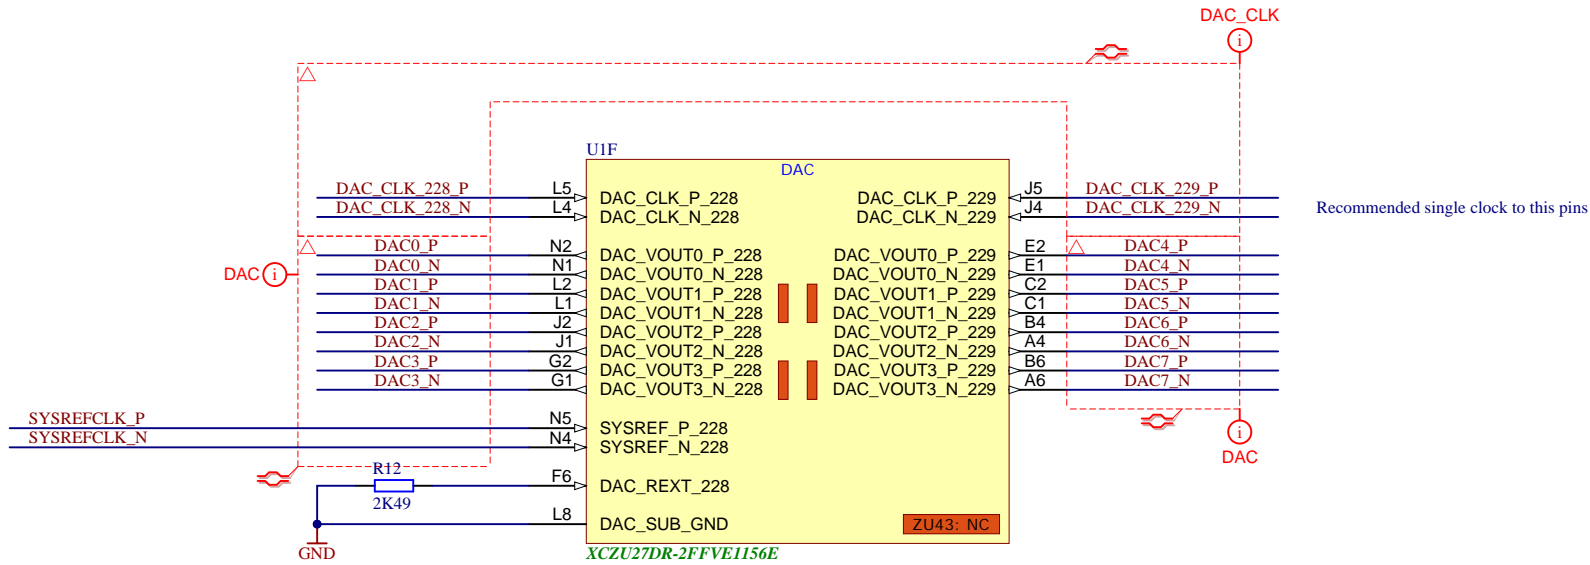 DAC_CLK
i
U1F
DAC
DAC_CLK_228_P L5 DAC_CLK_P_228 DAC_CLK_P_229 J5 DAC_CLK_229_P
DAC_CLK_228_N L4 DAC_CLK_N_228 DAC_CLK_N_229 J4 DAC_CLK_229_N
Recommended single clock to this pins
DAC0_P N2 DAC_VOUT0_P_228 DAC_VOUT0_P_229 E2 DAC4_P
DAC i
DAC0_N N1 DAC_VOUT0_N_228 DAC_VOUT0_N_229 E1 DAC4_N
DAC1_P L2 DAC_VOUT1_P_228 DAC_VOUT1_P_229 C2 DAC5_P
DAC1_N L1 DAC_VOUT1_N_228 DAC_VOUT1_N_229 C1 DAC5_N
DAC2_P J2 DAC_VOUT2_P_228 DAC_VOUT2_P_229 B4 DAC6_P
DAC2_N J1 DAC_VOUT2_N_228 DAC_VOUT2_N_229 A4 DAC6_N
DAC3_P G2 DAC_VOUT3_P_228 DAC_VOUT3_P_229 B6 DAC7_P
DAC3_N G1 DAC_VOUT3_N_228 DAC_VOUT3_N_229 A6 DAC7_N
SYSREFCLK_P N5 SYSREF_P_228
SYSREFCLK_N N4 SYSREF_N_228
i
DAC
R12
2K49
F6 DAC_REXT_228
L8 DAC_SUB_GND
ZU43: NC
GND
XCZU27DR-2FFVE1156E